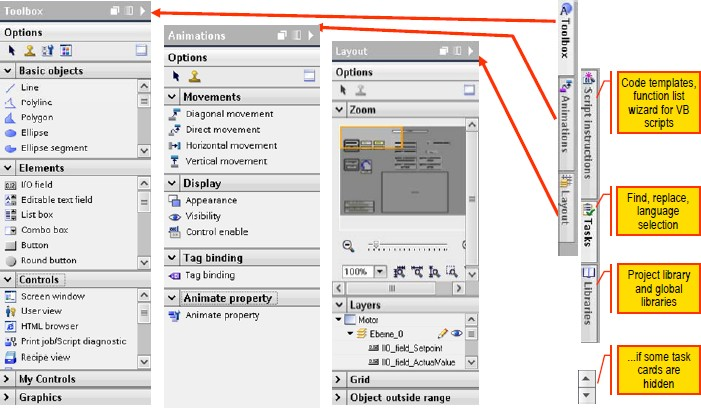 Toolbox
Options
Basic objects
Line
Polyline
Polygon
Ellipse
Ellipse segment
Elements
I/O field
Editable text field
List box
Combo box
Button
Round button
Controls
Screen window
User view
HTML browser
Print job/Script diagnostic
Recipe view
My Controls
Graphics
Animations
Options
Movements
Diagonal movement
Direct movement
Horizontal movement
Vertical movement
Display
Appearance
Visibility
Control enable
Tag binding
Tag binding
Animate property
Animate property
Layout
Options
Zoom
100%
Layers
Motor
Ebene_0
IIO_field_Setpoint
IIO_field_ActualValue
Grid
Object outside range
Toolbox
Animations
Layout
Script instructions
Tasks
Libraries
Code templates,
function list
wizard for VB
scripts
Find, replace,
language
selection
Project library
and global
libraries
...if some task
cards are
hidden